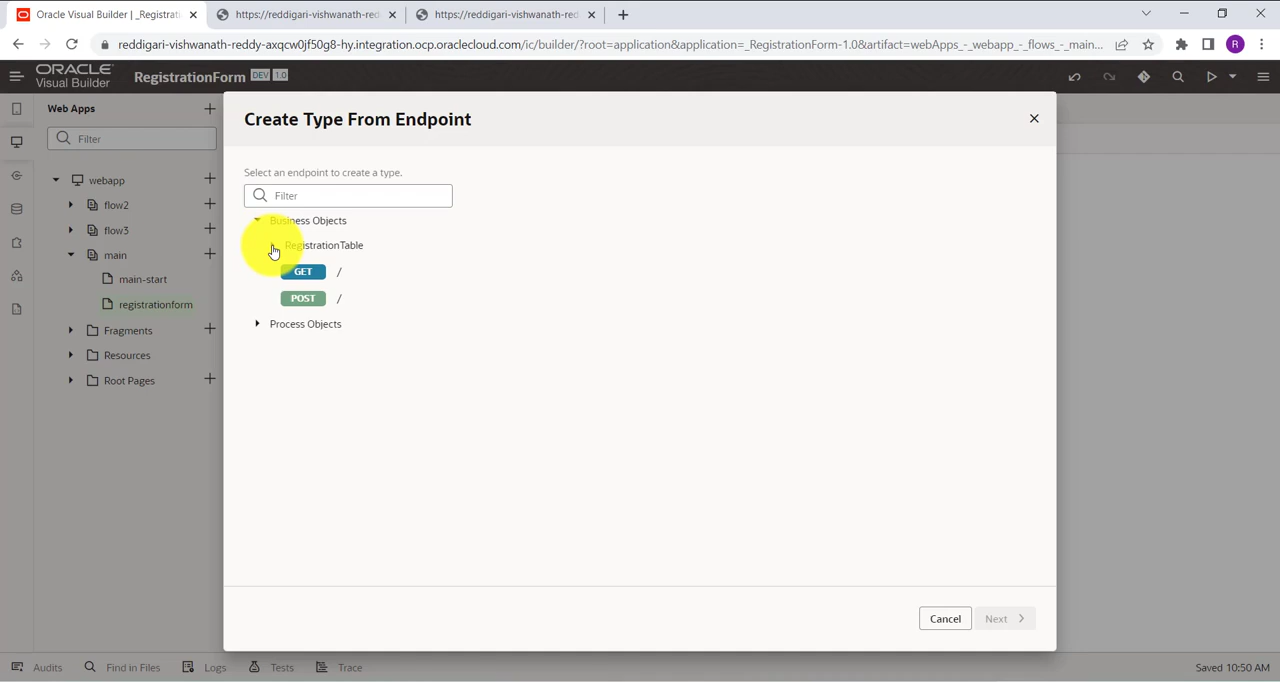 Oracle Visual Builder | _Registrati
https://reddigari-vishwanath-red
https://reddigari-vishwanath-red
reddigari-vishwanath-reddy-axqcw0jf50g8-hy.integration.ocp.oraclecloud.com/ic/builder/?root=application&application=_RegistrationForm-1.0&artifact=webApps_-_webapp_-_flows_-_main...
R
ORACLE
Visual Builder
RegistrationForm DEV 1.0
Web Apps
Filter
webapp
flow2
flow3
main
main-start
registrationform
Fragments
Resources
Root Pages
Create Type From Endpoint
Select an endpoint to create a type.
Filter
Business Objects
RegistrationTable
GET /
POST /
Process Objects
Cancel
Next
Audits
Find in Files
Logs
Tests
Trace
Saved 10:50 AM